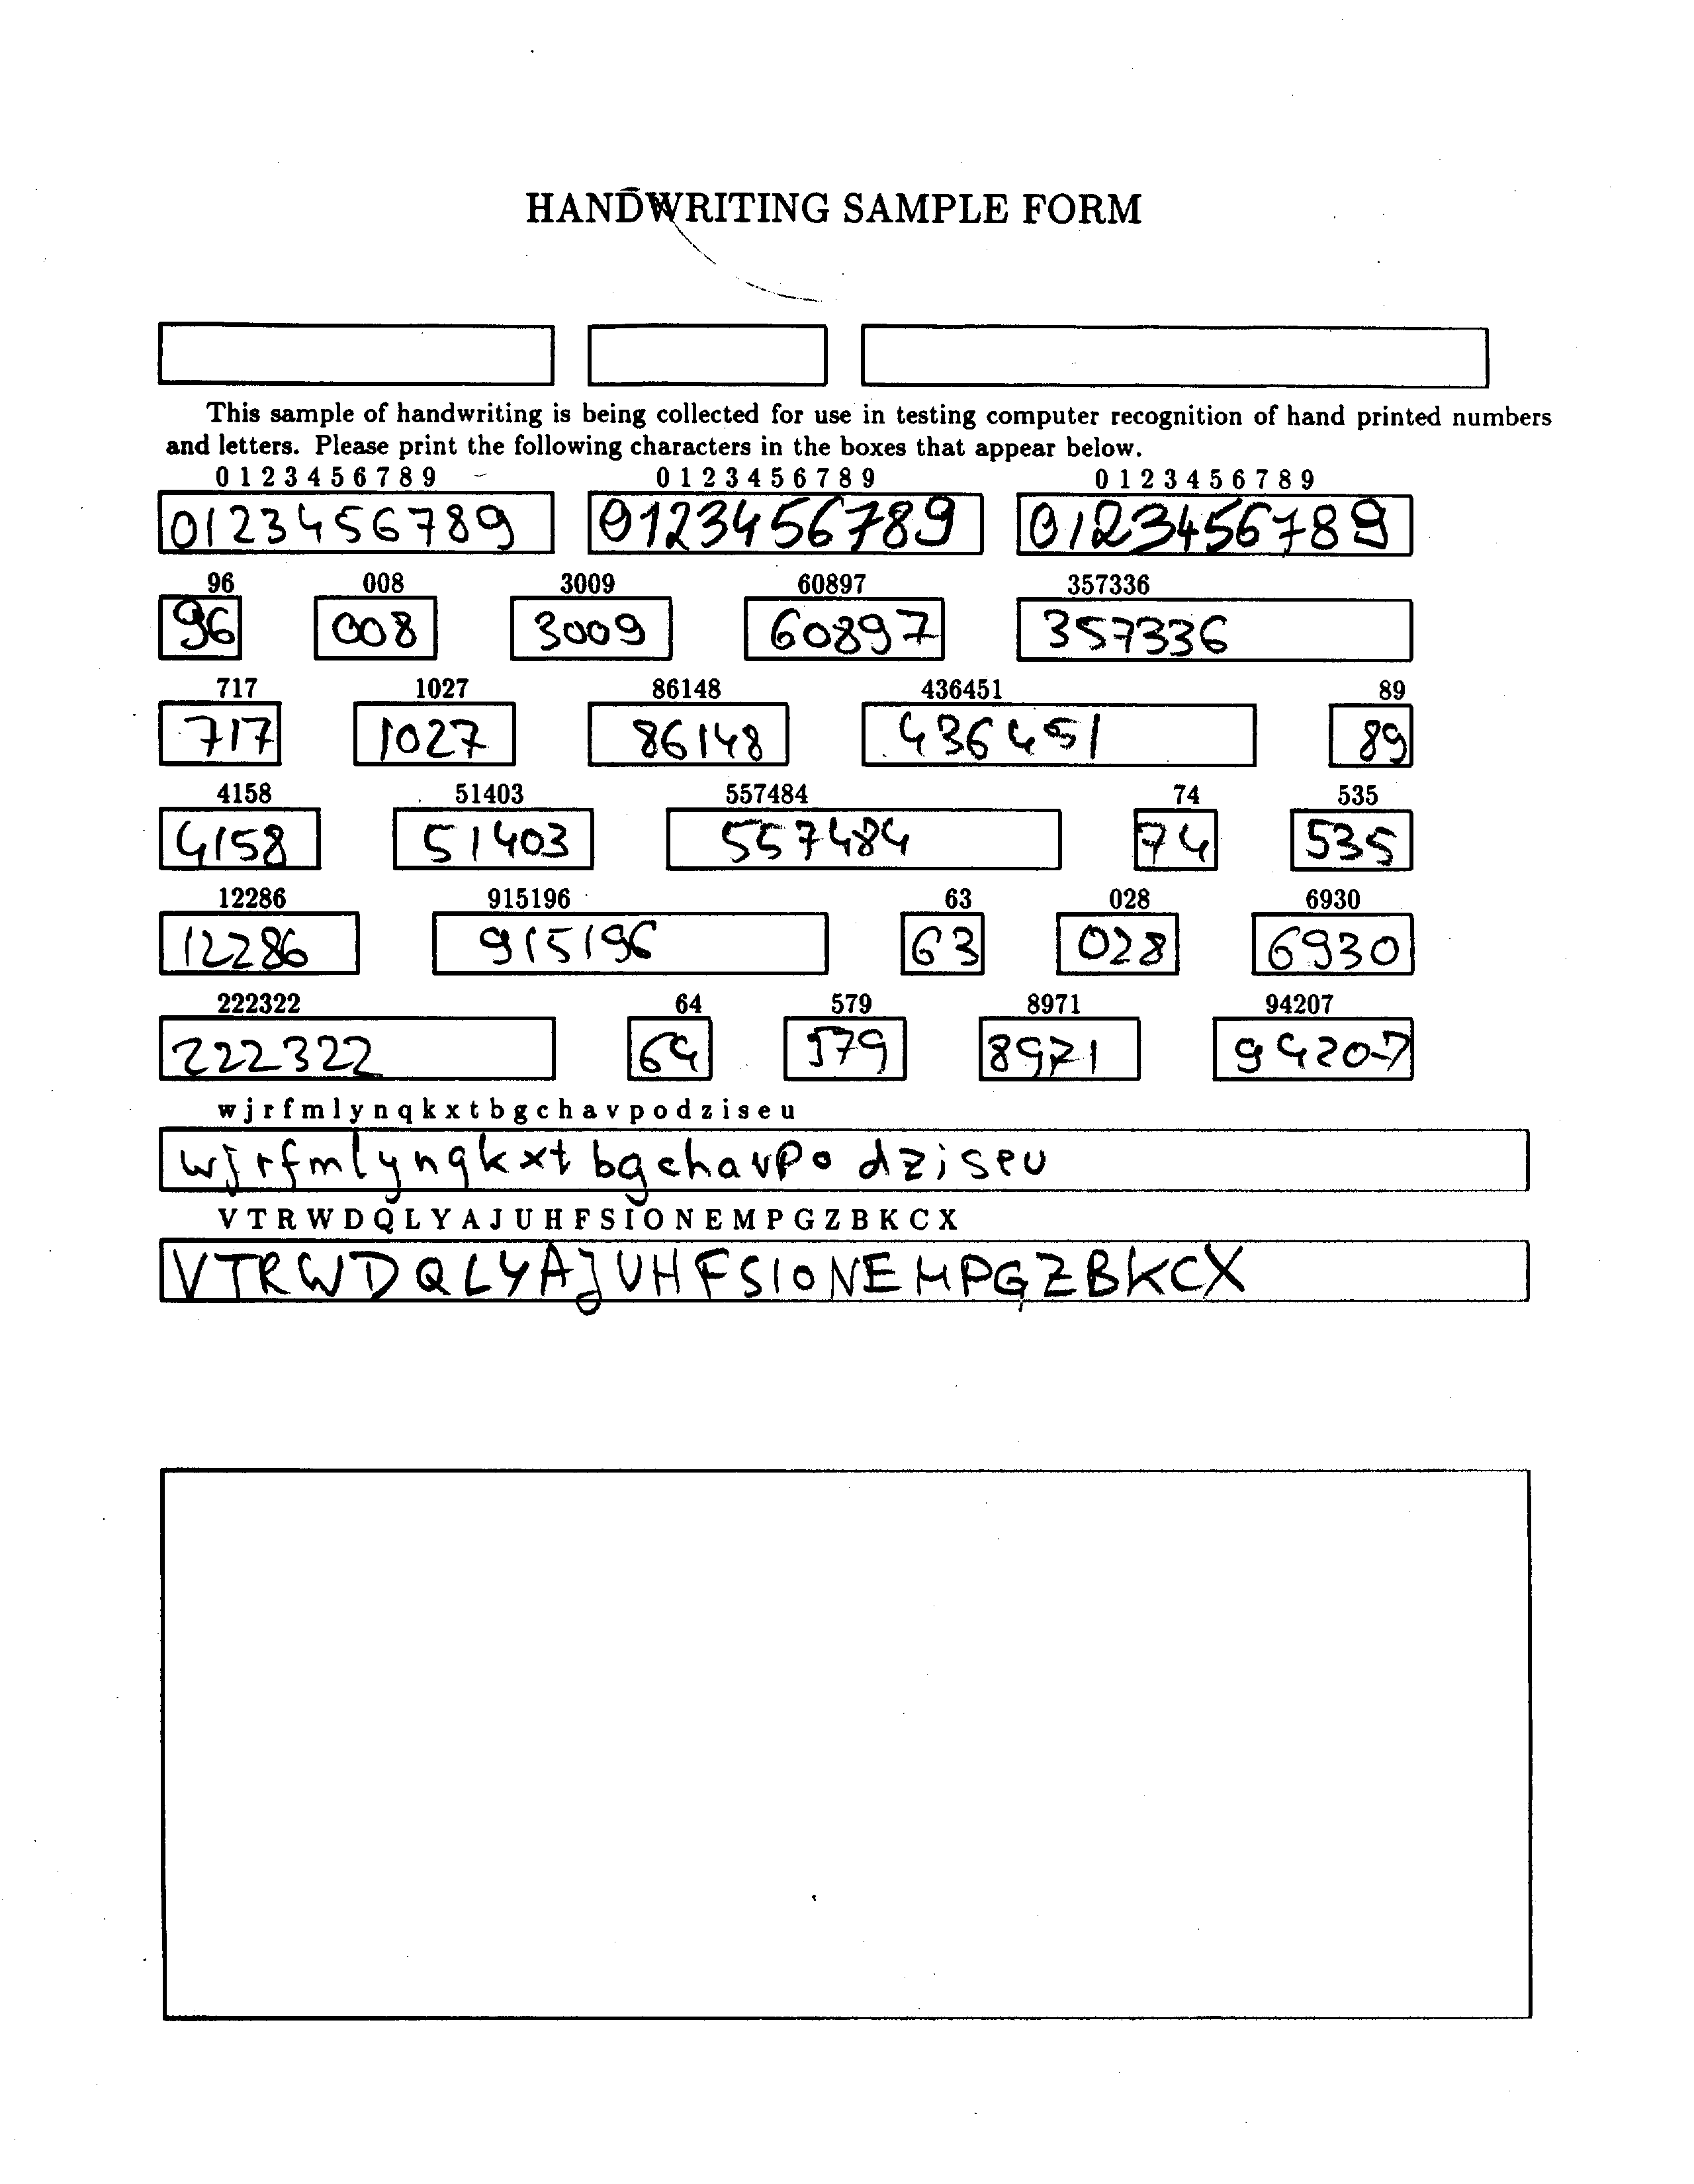 HANDWRITING SAMPLE FORM
This sample of handwriting is being collected for use in testing computer recognition of hand printed numbers
and letters. Please print the following characters in the boxes that appear below.
0 1 2 3 4 5 6 7 8 9 0 1 2 3 4 5 6 7 8 9 0 1 2 3 4 5 6 7 8 9
0123456789 0123456789 0123456789
96 008 3009 60897 357336
96 008 3009 60897 357336
717 1027 86148 436451 89
717 1027 86148 436451 89
4158 51403 557484 74 535
4158 51403 557484 74 535
12286 915196 63 028 6930
12286 915196 63 028 6930
222322 64 579 8971 94207
222322 64 579 8971 94207
w j r f m l y n q k x t b g c h a v p o d z i s e u
wjrfmlynqkxt bgchavpo dziseu
V T R W D Q L Y A J U H F S I O N E M P G Z B K C X
VTRWDQLYAJUHFSIONEMPGZBKCX